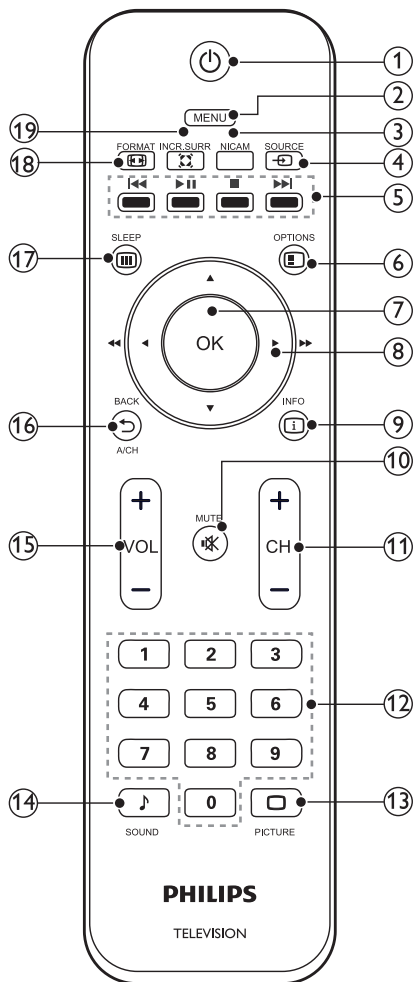 1
2
MENU
19
3
FORMAT INCR.SURR NICAM SOURCE
18
4
5
SLEEP
OPTIONS
17
6
7
OK
8
BACK
INFO
16
i
9
A/CH
10
+
MUTE
+
15
VOL
CH
11
−
−
1 2 3
4 5 6
12
7 8 9
14
0
13
SOUND
PICTURE
PHILIPS
TELEVISION